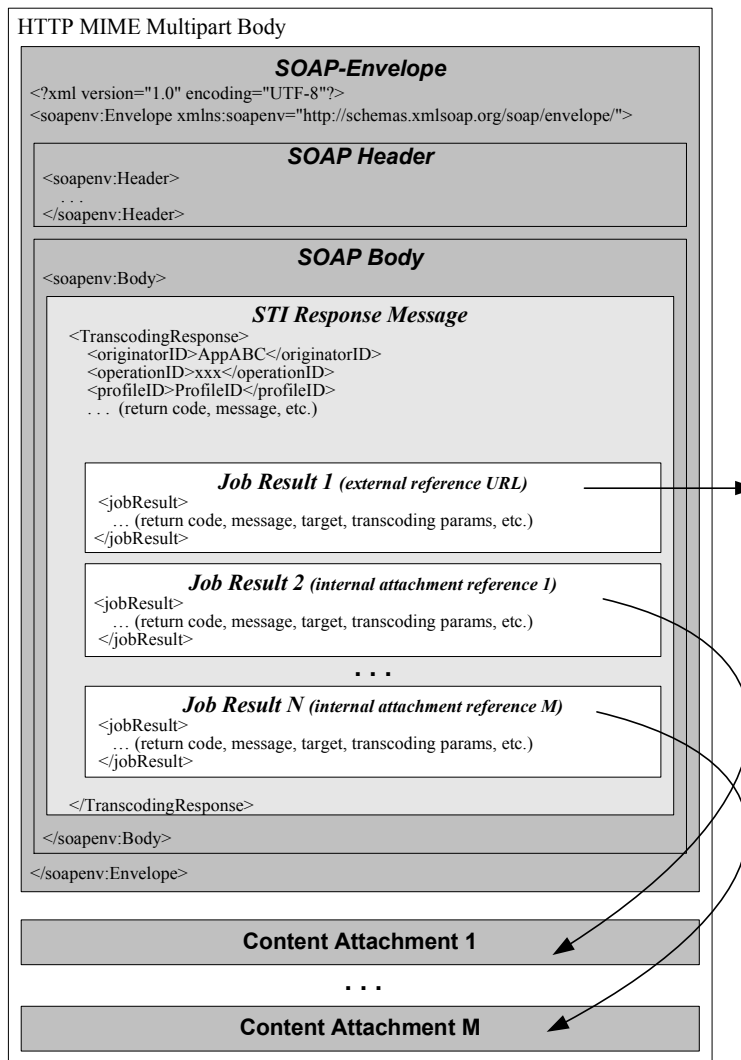 HTTP MIME Multipart Body
SOAP-Envelope
<?xml version="1.0" encoding="UTF-8"?>
<soapenv:Envelope xmlns:soapenv="http://schemas.xmlsoap.org/soap/envelope/">
SOAP Header
<soapenv:Header>
. . .
</soapenv:Header>
SOAP Body
<soapenv:Body>
STI Response Message
<TranscodingResponse>
<originatorID>AppABC</originatorID>
<operationID>xxx</operationID>
<profileID>ProfileID</profileID>
. . . (return code, message, etc.)
Job Result 1 (external reference URL)
<jobResult>
… (return code, message, target, transcoding params, etc.)
</jobResult>
Job Result 2 (internal attachment reference 1)
<jobResult>
… (return code, message, target, transcoding params, etc.)
</jobResult>
. . .
Job Result N (internal attachment reference M)
<jobResult>
… (return code, message, target, transcoding params, etc.)
</jobResult>
</TranscodingResponse>
</soapenv:Body>
</soapenv:Envelope>
Content Attachment 1
. . .
Content Attachment M